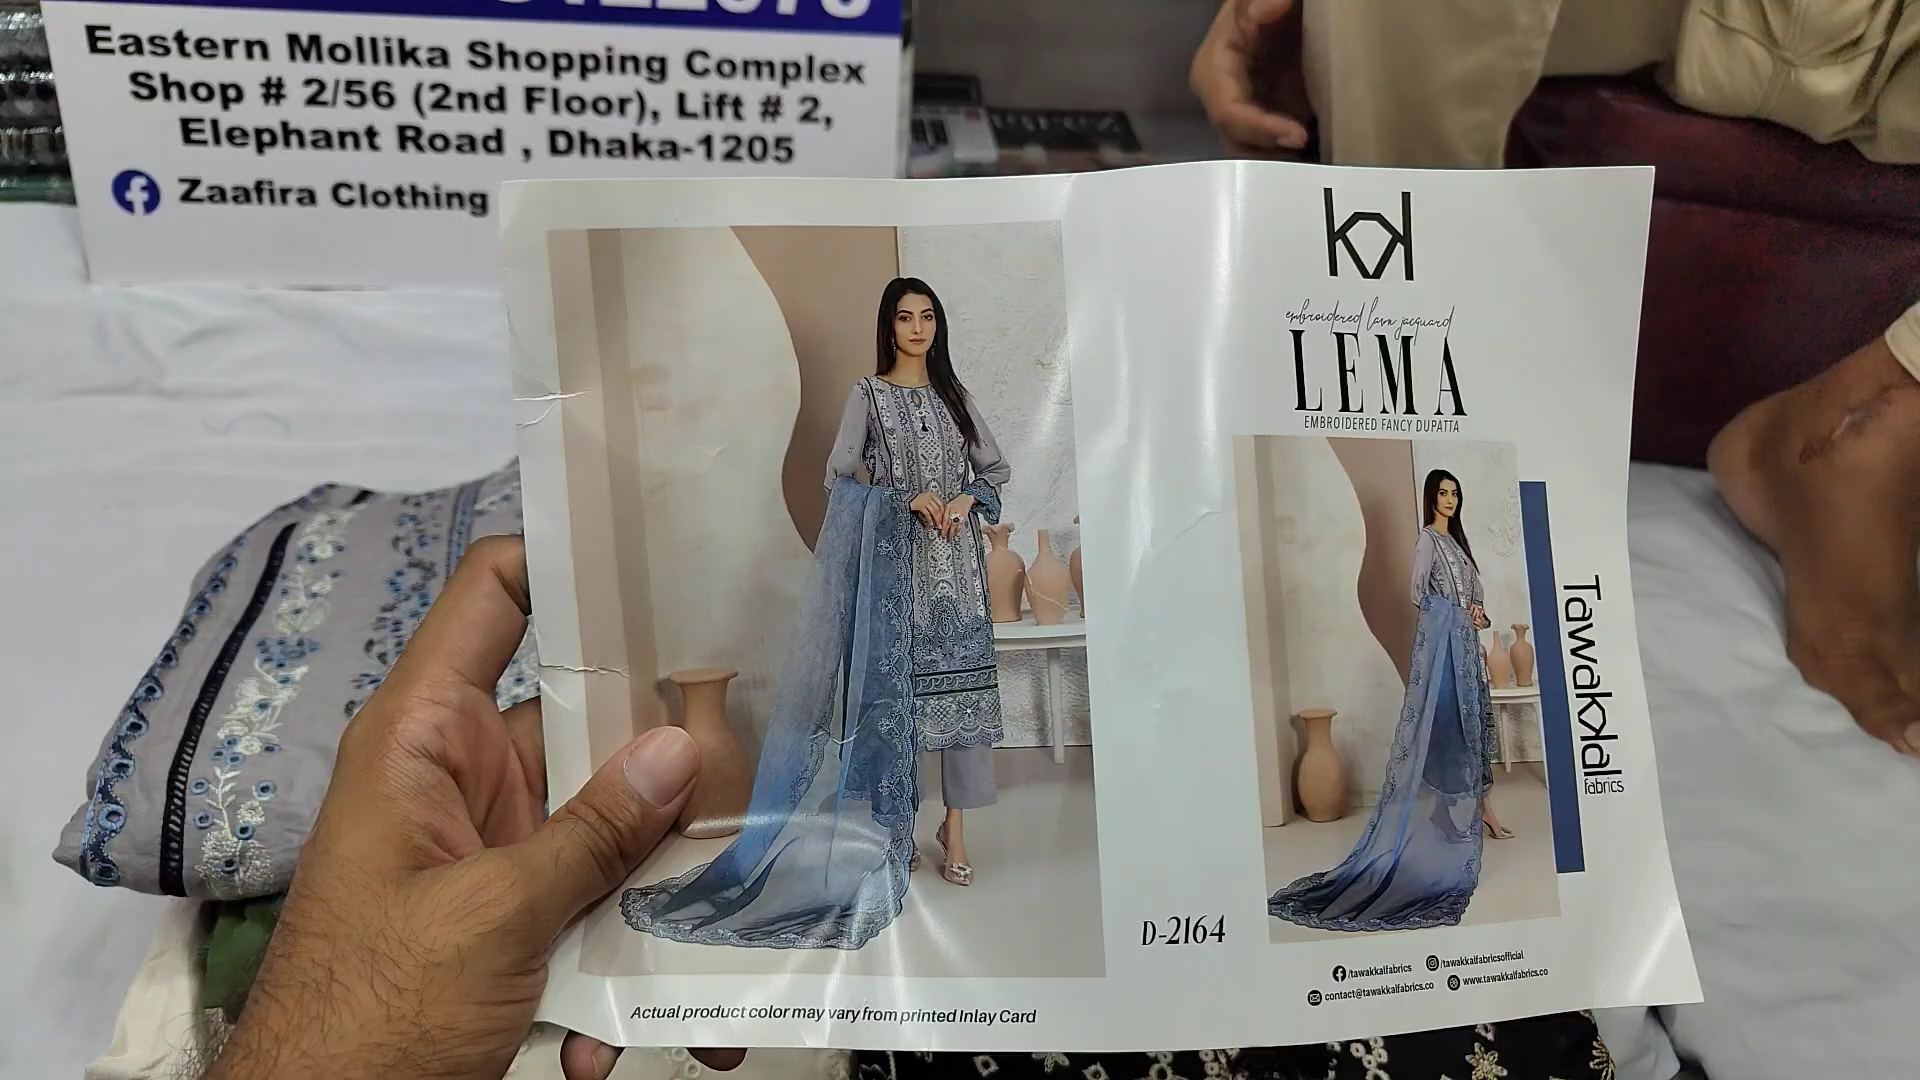 Eastern Mollika Shopping Complex
Shop # 2/56 (2nd Floor), Lift # 2,
Elephant Road , Dhaka-1205
Zaafira Clothing
embroidered lawn jacquard
LEMA
EMBROIDERED FANCY DUPATTA
Tawakkal
fabrics
D-2164
/tawakkalfabrics
/tawakkalfabricsofficial
contact@tawakkalfabrics.co
www.tawakkalfabrics.co
Actual product color may vary from printed Inlay Card